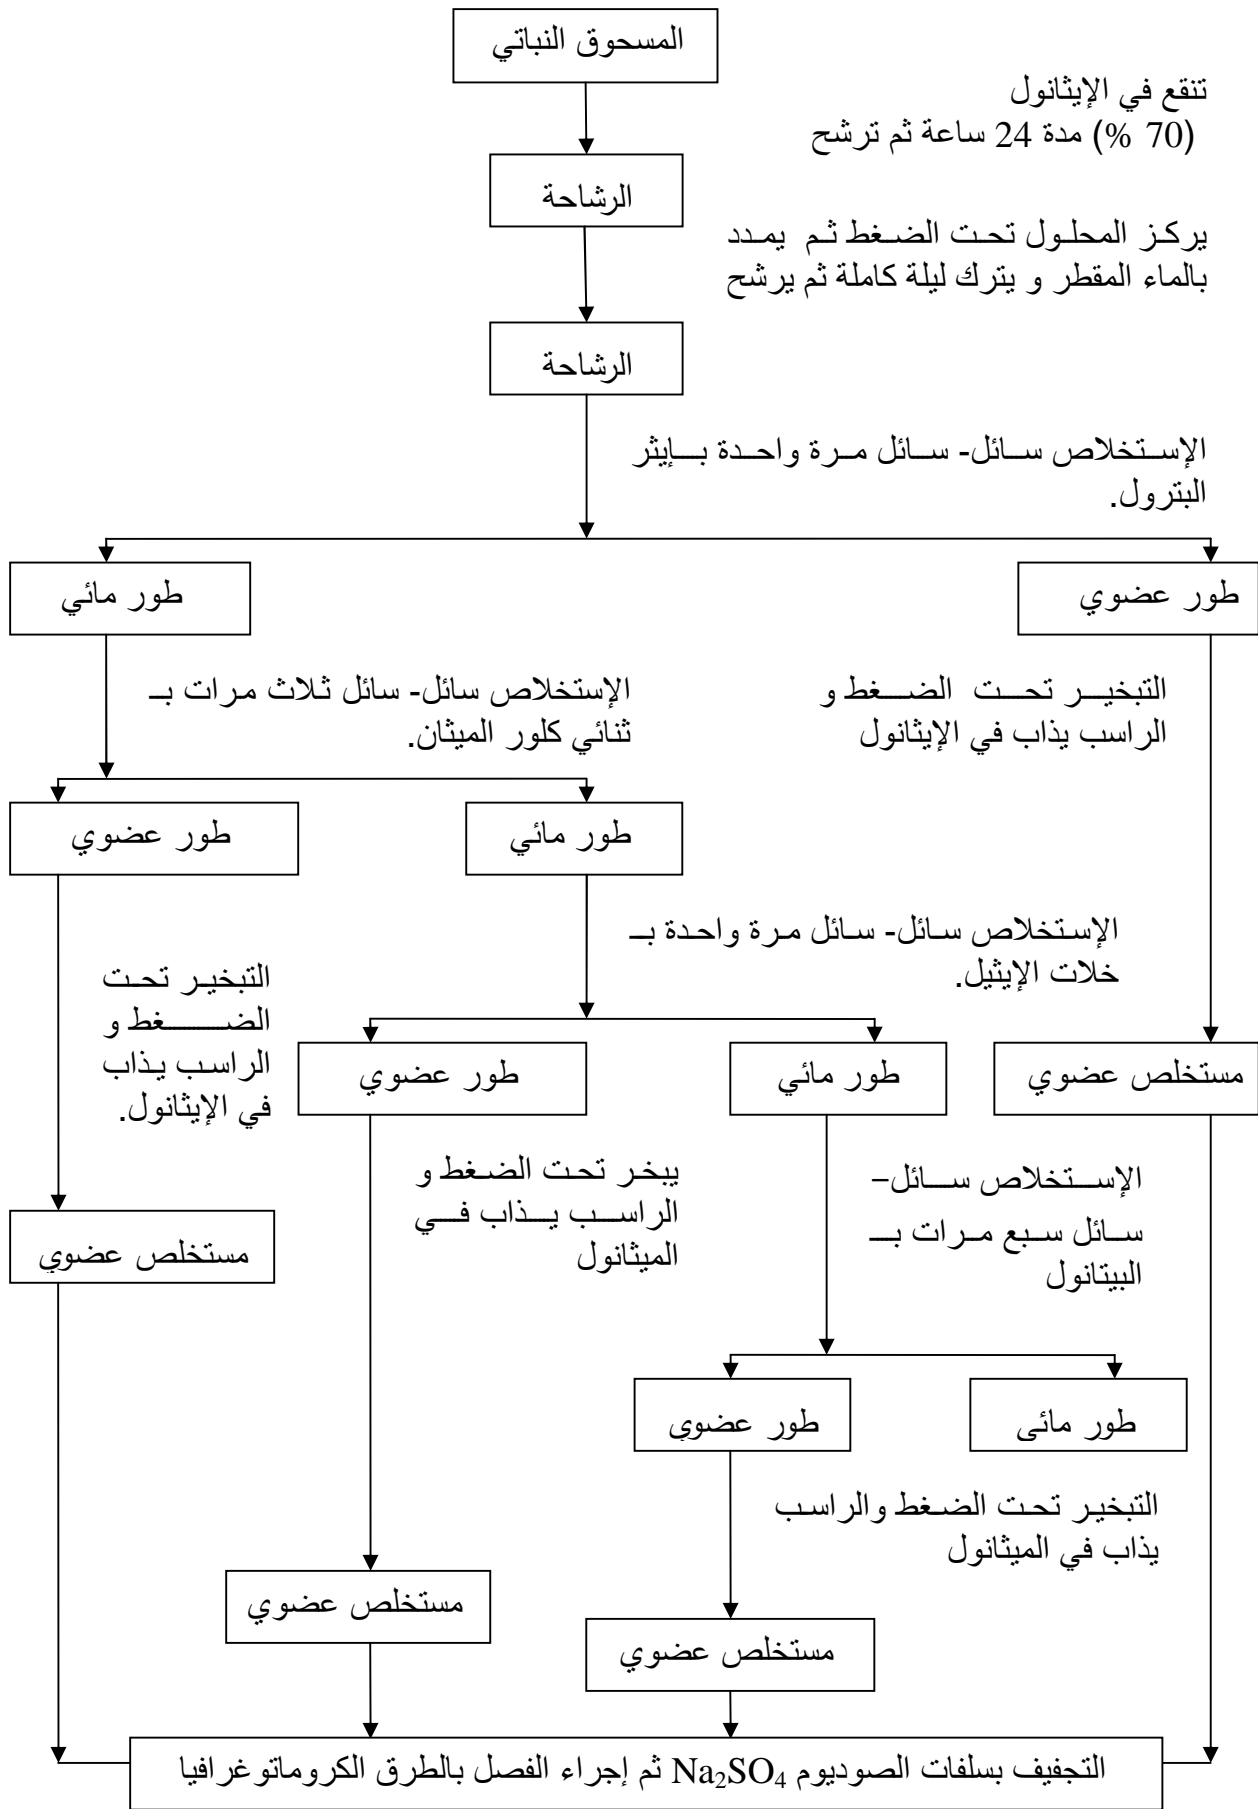 المسحوق النباتي
تنقع في الإيثانول
(70 %) مدة 24 ساعة ثم ترشح
الرشاحة
يركز المحلول تحت الضغط ثم يمدد
بالماء المقطر و يترك ليلة كاملة ثم يرشح
الرشاحة
الإستخلاص سائل- سائل مرة واحدة بإيثر
البترول.
طور عضوي
طور مائي
التبخير تحت الضغط و
الراسب يذاب في الإيثانول
الإستخلاص سائل- سائل ثلاث مرات بـ
ثنائي كلور الميثان.
طور مائي
طور عضوي
الإستخلاص سائل- سائل مرة واحدة بـ
خلات الإيثيل.
التبخير تحت
الضغط و
الراسب يذاب
في الإيثانول.
مستخلص عضوي
طور مائي
طور عضوي
الإستخلاص سائل–
سائل سبع مرات بـ
البيتانول
يبخر تحت الضغط و
الراسب يذاب في
الميثانول
مستخلص عضوي
طور مائي
طور عضوي
التبخير تحت الضغط والراسب
يذاب في الميثانول
مستخلص عضوي
مستخلص عضوي
التجفيف بسلفات الصوديوم Na₂SO₄ ثم إجراء الفصل بالطرق الكروماتوغرافيا